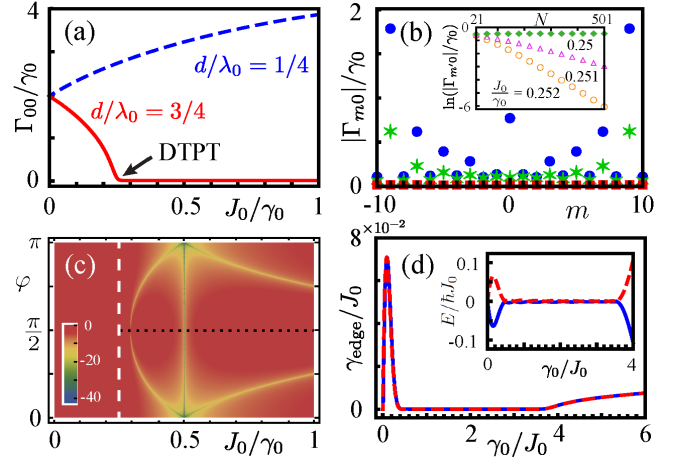 4
Γ₀₀/γ₀
0
(a)
d/λ₀ = 1/4
d/λ₀ = 3/4
DTPT
0
0.5
J₀/γ₀
1
2
|Γₘ₀|/γ₀
1
0
(b)
21
N
501
ln(|Γₘ′₀|/γ₀)
-6
0.25
0.251
J₀/γ₀ = 0.252
-10
0
m
10
π
φ
π/2
0
(c)
0
-20
-40
0
0.5
J₀/γ₀
1
8
×10⁻²
γedge/J₀
0
(d)
0.1
E/ℏJ₀
0
-0.1
0
γ₀/J₀
4
0
2
γ₀/J₀
4
6